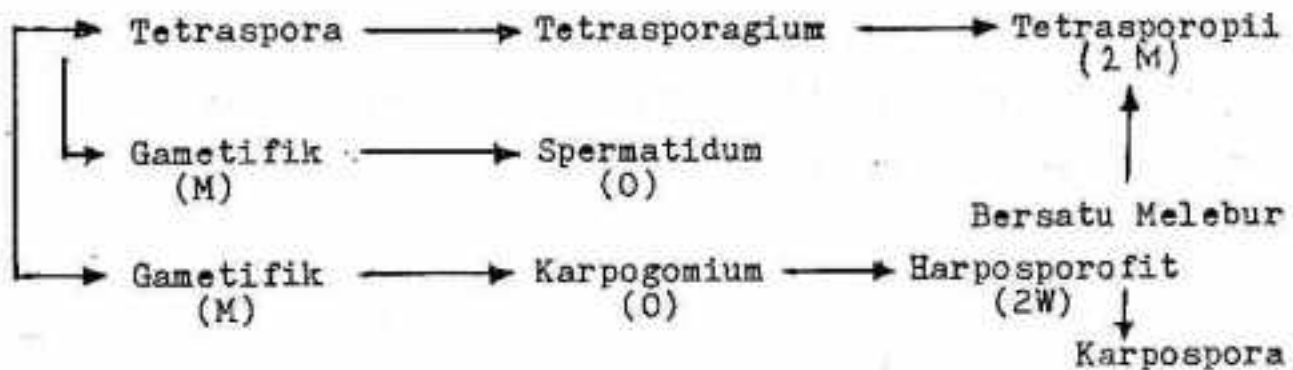 Tetraspora Tetrasporagium Tetrasporopii
(2 M)
Gametifik Spermatidum
(M) (O)
Bersatu Melebur
Gametifik Karpogomium Harposporofit
(M) (O) (2W)
Karpospora